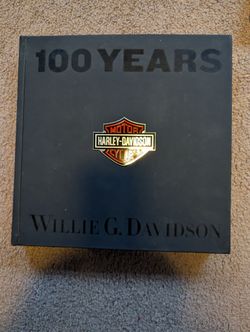 100 YEARS
MOTOR
HARLEY-DAVIDSON
CYCLES
WILLIE G. DAVIDSON